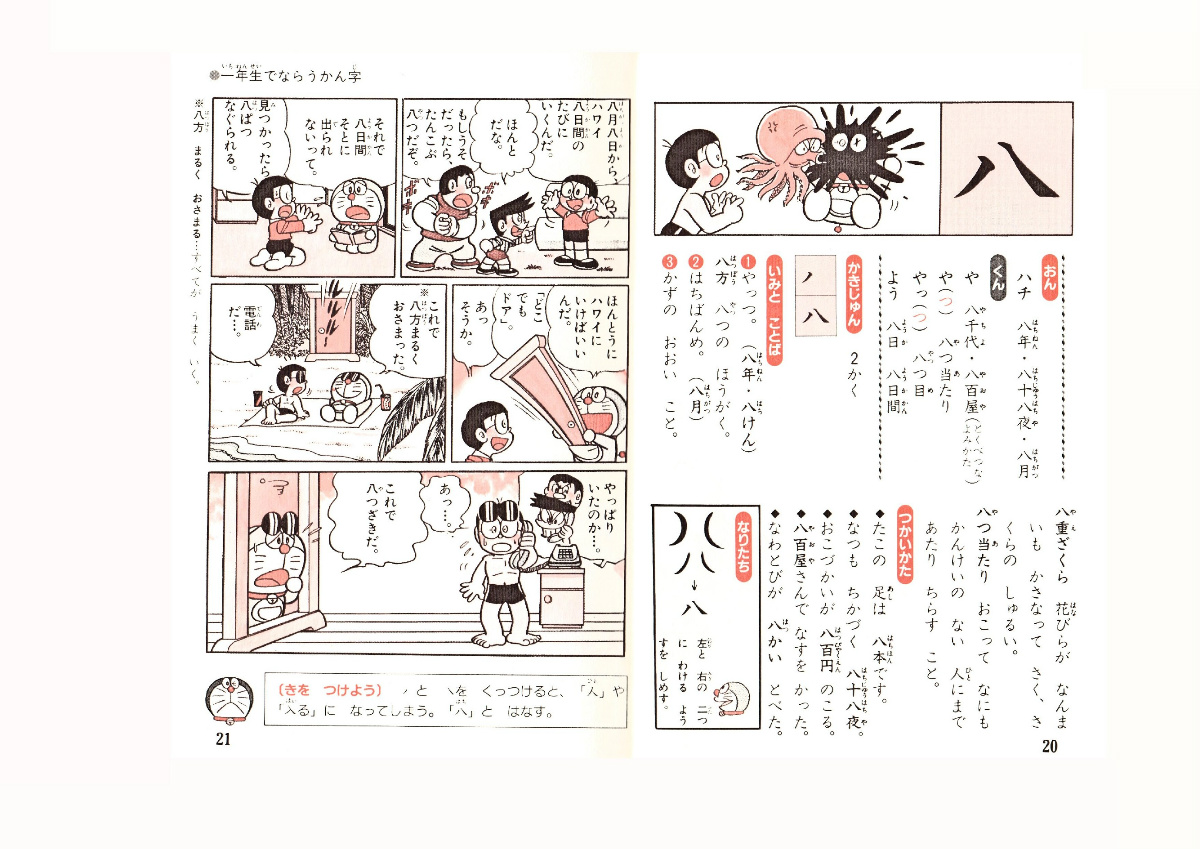 八
おん
ハチ 八年・八十八夜・八月
くん
や 八千代・八百屋(とくべつな よみかた)
や(つ) 八つ当たり
やっ(つ) 八つ目
よう 八日 八日間
かきじゅん
2かく
ノ
八
いみと ことば
❶やっつ。(八年・八けん)
八方 八つの ほうがく。
❷はちばんめ。(八月)
❸かずの おおい こと。
八重ざくら 花びらが なんま
いも かさなって さく、さ
くらの しゅるい。
八つ当たり おこって なにも
かんけいの ない 人にまで
あたり ちらす こと。
つかいかた
◆たこの 足は 八本です。
◆なつも ちかづく 八十八夜。
◆おこづかいが 八百円 のこる。
◆八百屋さんで なすを かった。
◆なわとびが 八かい とべた。
なりたち
八
↓
八
左と 右の 二つ
に わける よう
すを しめす。
20
●一年生でならうかん字
八月八日から、
ハワイ
八日間の
たびに
いくんだ。
ほんと
だな。
もしうそ
だったら、
たんこぶ
八つだぞ。
それで
八日間
そとに
出られ
ないって。
見つかったら
八ぱつ
なぐられる。
ほんとうに
ハワイに
いけばいい
んだ。
「どこ
でも
ドア」。
あっ
そうか。
※
これで
八方まるく
おさまった。
電話
だ…。
やっぱり
いたのか…。
あっ…。
これで
八つざきだ。
※八方 まるく おさまる…すべてが うまく いく。
(きを つけよう) ノと ㇏を くっつけると、「人」や
「入る」に なってしまう。「八」と はなす。
21